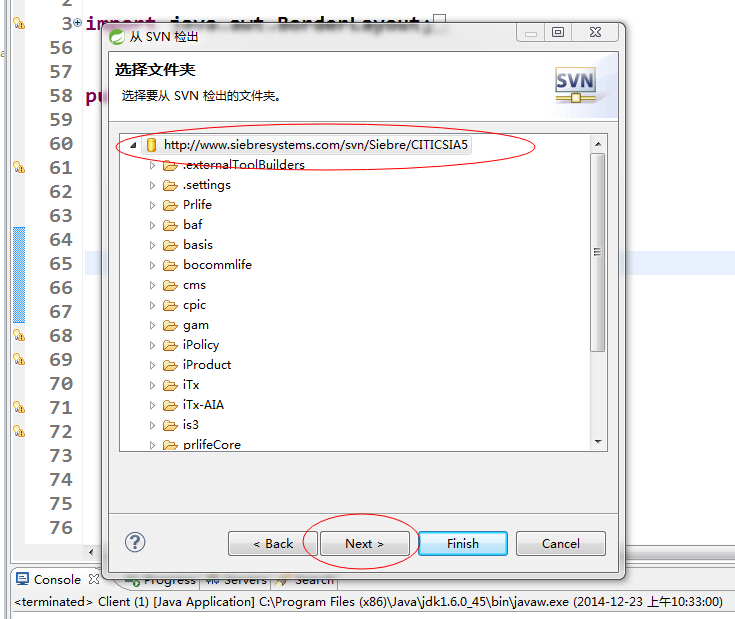 2
3 import java.awt.BorderLayout;
56
57
58 pu
59
60
61
62
63
64
65
66
67
68
69
70
71
72
73
74
75
76
从 SVN 检出
选择文件夹
选择要从 SVN 检出的文件夹。
SVN
http://www.siebresystems.com/svn/Siebre/CITICSIA5
.externalToolBuilders
.settings
Prlife
baf
basis
bocommlife
cms
cpic
gam
iPolicy
iProduct
iTx
iTx-AIA
is3
prlifeCore
< Back
Next >
Finish
Cancel
Console Progress Servers Search
<terminated> Client (1) [Java Application] C:\Program Files (x86)\Java\jdk1.6.0_45\bin\javaw.exe (2014-12-23 上午10:33:00)